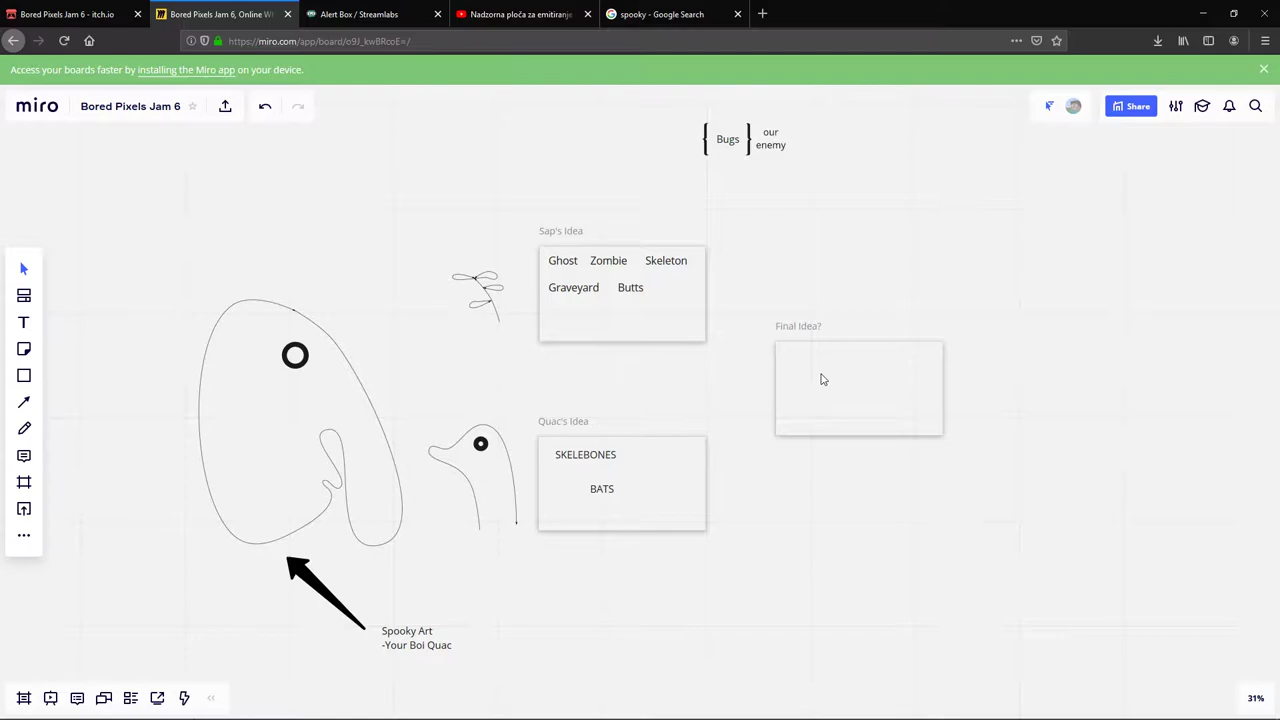 Bored Pixels Jam 6 - itch.io
Bored Pixels Jam 6, Online W
Alert Box / Streamlabs
Nadzorna ploča za emitiranje
spooky - Google Search
https://miro.com/app/board/o9J_kwBRcoE=/
Access your boards faster by installing the Miro app on your device.
miro
Bored Pixels Jam 6
Share
{ Bugs } our
enemy
Sap's Idea
Ghost Zombie Skeleton
Graveyard Butts
Final Idea?
Quac's Idea
SKELEBONES
BATS
Spooky Art
-Your Boi Quac
31%